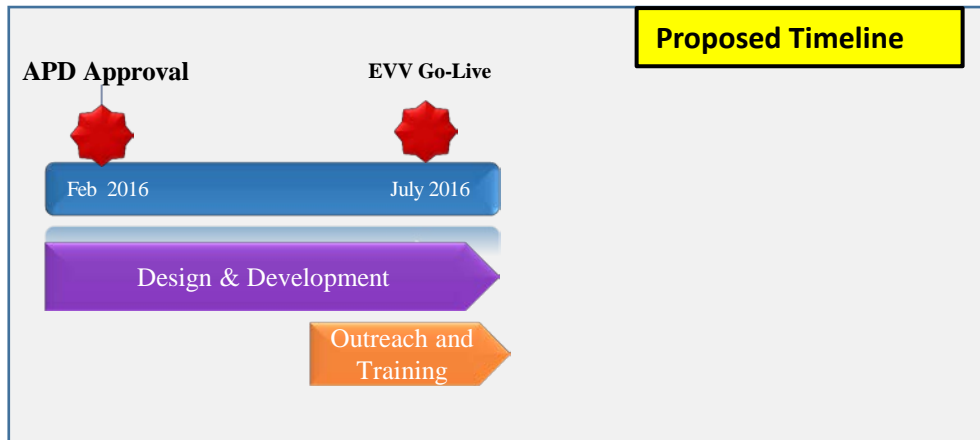 Proposed Timeline
APD Approval
EVV Go-Live
Feb 2016
July 2016
Design & Development
Outreach and
Training